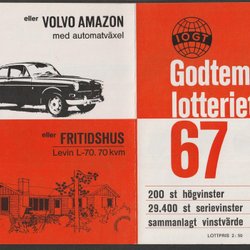 eller VOLVO AMAZON
med automatväxel
eller FRITIDSHUS
Levin L-70. 70 kvm
IOGT
Godtem
lotteriet
67
200 st högvinster
29.400 st serievinster
sammanlagt vinstvärde
LOTTPRIS 2:50